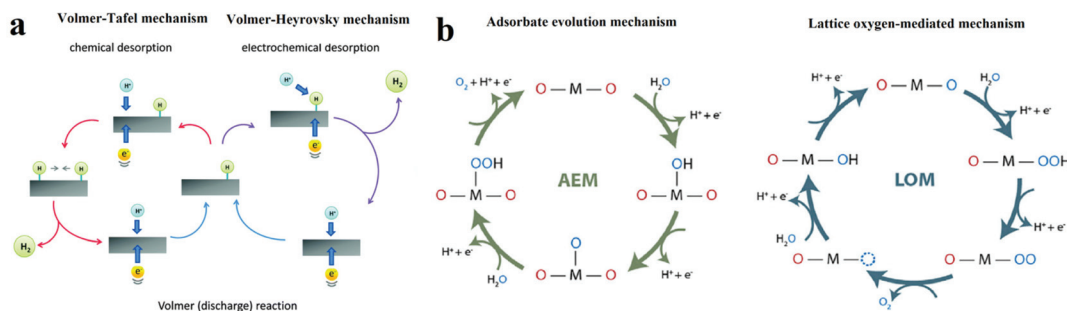 a
Volmer-Tafel mechanism
Volmer-Heyrovsky mechanism
chemical desorption
electrochemical desorption
H⁺
H
e⁻
H⁺
H
e⁻
H₂
H
H
H
H₂
H⁺
e⁻
H⁺
e⁻
Volmer (discharge) reaction
b
Adsorbate evolution mechanism
O₂ + H⁺ + e⁻
O — M — O
H₂O
H⁺ + e⁻
OOH
M
O
O
AEM
OH
M
O
O
H⁺ + e⁻
H₂O
O
O — M — O
H⁺ + e⁻
Lattice oxygen-mediated mechanism
H⁺ + e⁻
O — M — O
H₂O
H⁺ + e⁻
O — M — OH
LOM
O — M — OOH
H⁺ + e⁻
H₂O
H⁺ + e⁻
O — M —
O — M — OO
O₂